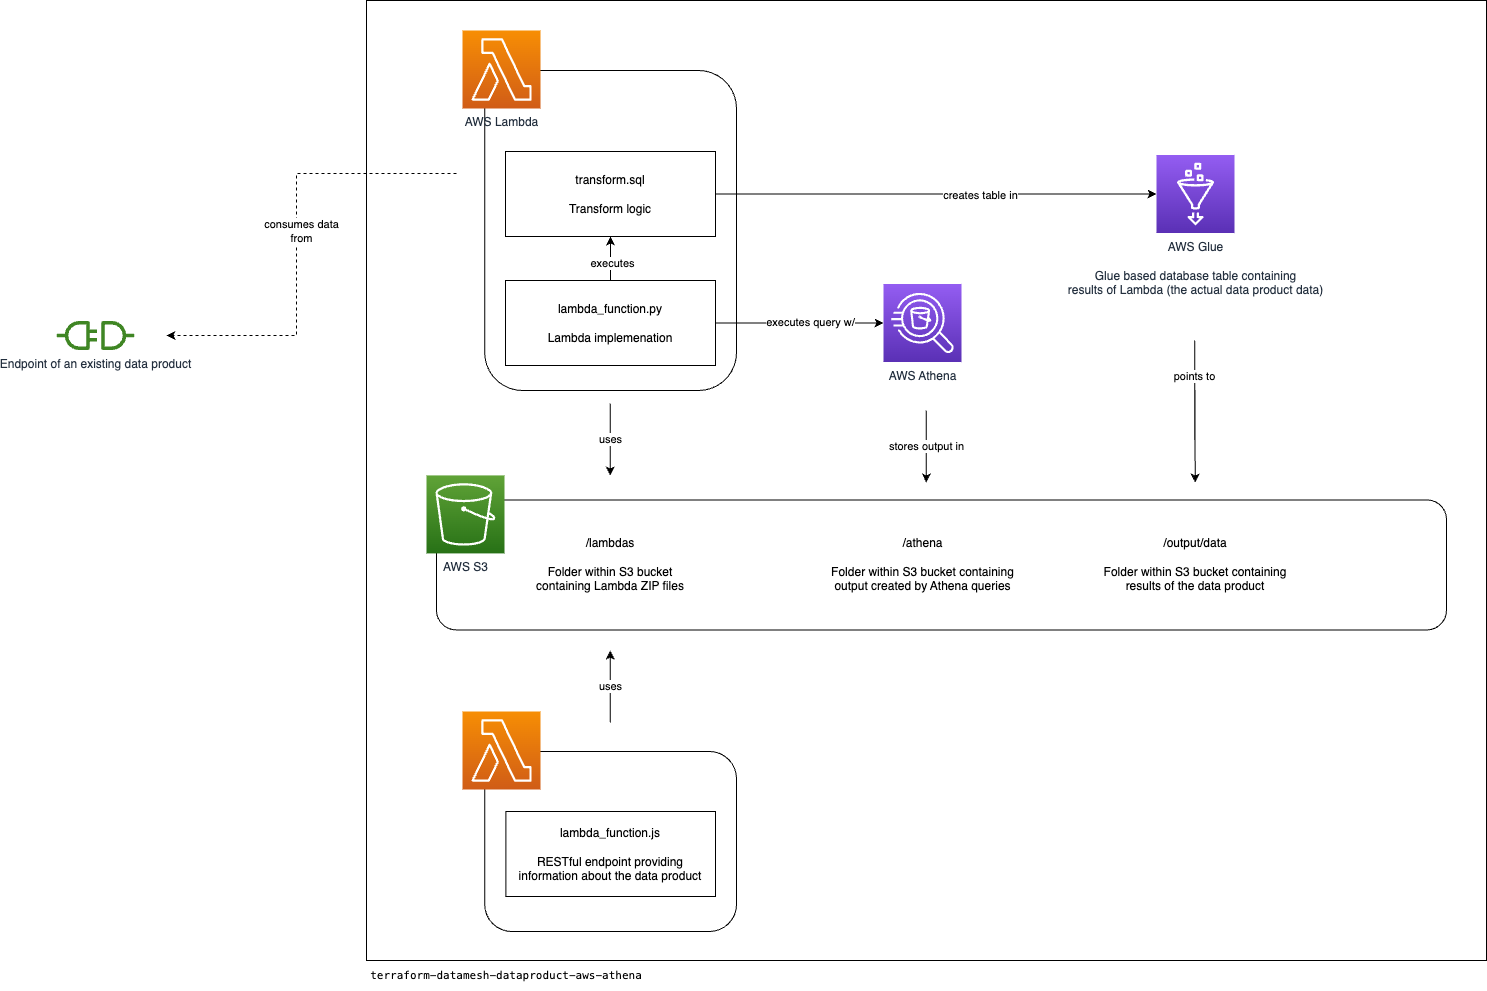 AWS Lambda
transform.sql
Transform logic
creates table in
executes
lambda_function.py
Lambda implemenation
executes query w/
AWS Athena
AWS Glue
Glue based database table containing
results of Lambda (the actual data product data)
consumes data
from
Endpoint of an existing data product
uses
stores output in
points to
AWS S3
/lambdas
Folder within S3 bucket
containing Lambda ZIP files
/athena
Folder within S3 bucket containing
output created by Athena queries
/output/data
Folder within S3 bucket containing
results of the data product
uses
lambda_function.js
RESTful endpoint providing
information about the data product
terraform-datamesh-dataproduct-aws-athena